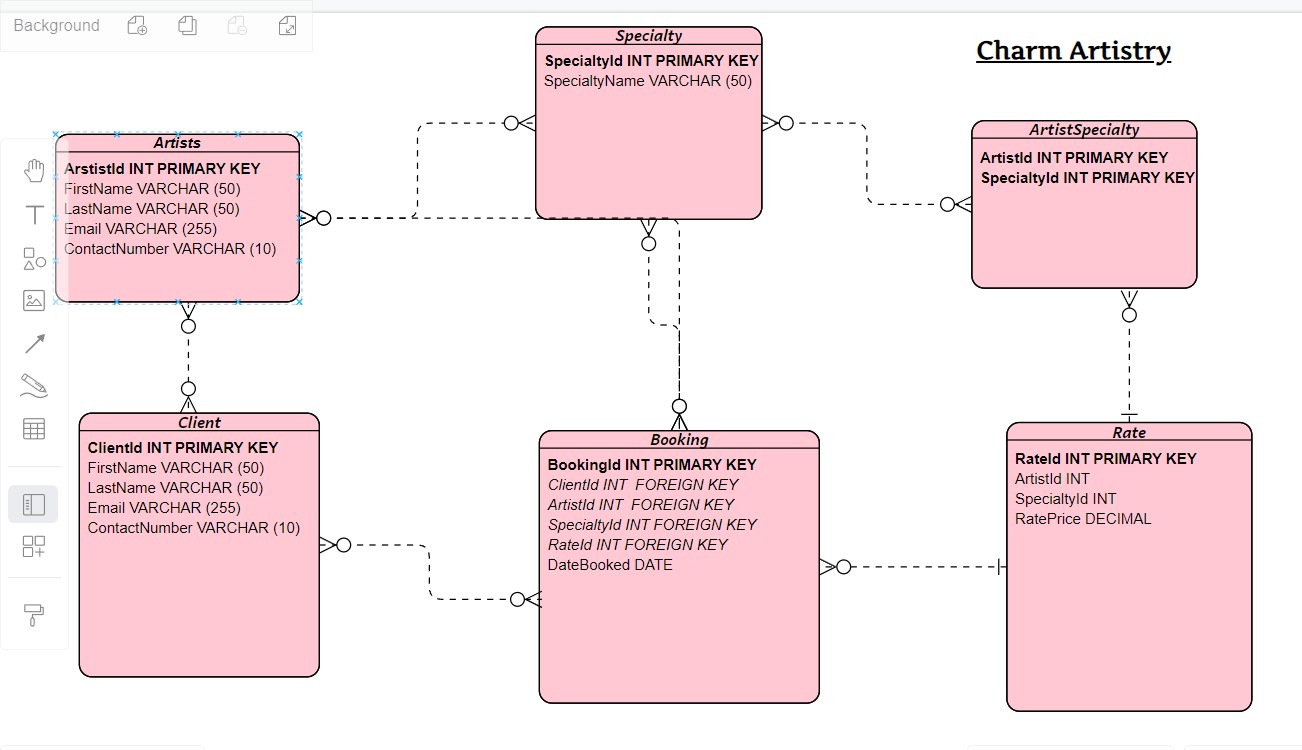 Background
Charm Artistry
Specialty
SpecialtyId INT PRIMARY KEY
SpecialtyName VARCHAR (50)
Artists
ArstistId INT PRIMARY KEY
FirstName VARCHAR (50)
LastName VARCHAR (50)
Email VARCHAR (255)
ContactNumber VARCHAR (10)
ArtistSpecialty
ArtistId INT PRIMARY KEY
SpecialtyId INT PRIMARY KEY
Client
ClientId INT PRIMARY KEY
FirstName VARCHAR (50)
LastName VARCHAR (50)
Email VARCHAR (255)
ContactNumber VARCHAR (10)
Booking
BookingId INT PRIMARY KEY
ClientId INT  FOREIGN KEY
ArtistId INT  FOREIGN KEY
SpecialtyId INT FOREIGN KEY
RateId INT FOREIGN KEY
DateBooked DATE
Rate
RateId INT PRIMARY KEY
ArtistId INT
SpecialtyId INT
RatePrice DECIMAL